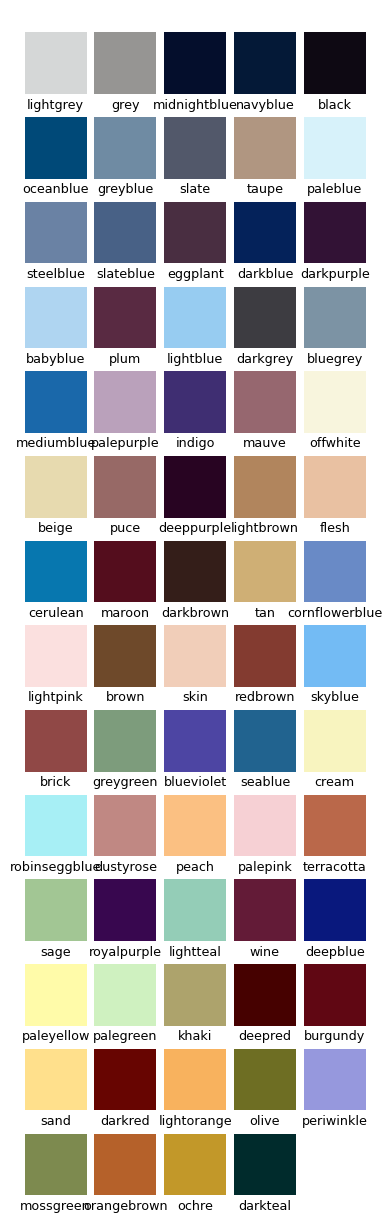 lightgrey grey midnightblue navyblue black
oceanblue greyblue slate taupe paleblue
steelblue slateblue eggplant darkblue darkpurple
babyblue plum lightblue darkgrey bluegrey
mediumblue palepurple indigo mauve offwhite
beige puce deeppurple lightbrown flesh
cerulean maroon darkbrown tan cornflowerblue
lightpink brown skin redbrown skyblue
brick greygreen blueviolet seablue cream
robinseggblue dustyrose peach palepink terracotta
sage royalpurple lightteal wine deepblue
paleyellow palegreen khaki deepred burgundy
sand darkred lightorange olive periwinkle
mossgreen orangebrown ochre darkteal